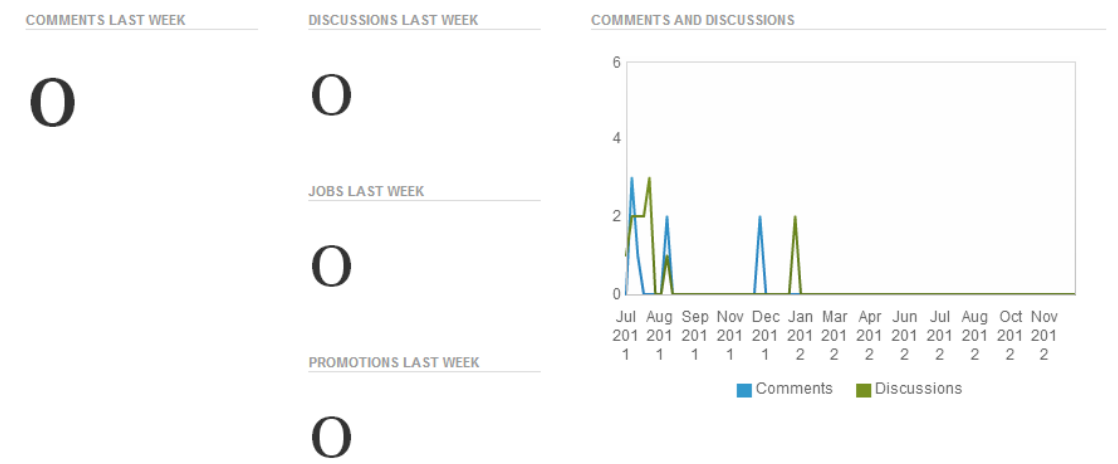 COMMENTS LAST WEEK
0
DISCUSSIONS LAST WEEK
0
JOBS LAST WEEK
0
PROMOTIONS LAST WEEK
0
COMMENTS AND DISCUSSIONS
6
4
2
0
Jul Aug Sep Nov Dec Jan Mar Apr Jun Jul Aug Oct Nov
201 201 201 201 201 201 201 201 201 201 201 201 201
1 1 1 1 1 2 2 2 2 2 2 2 2
Comments Discussions